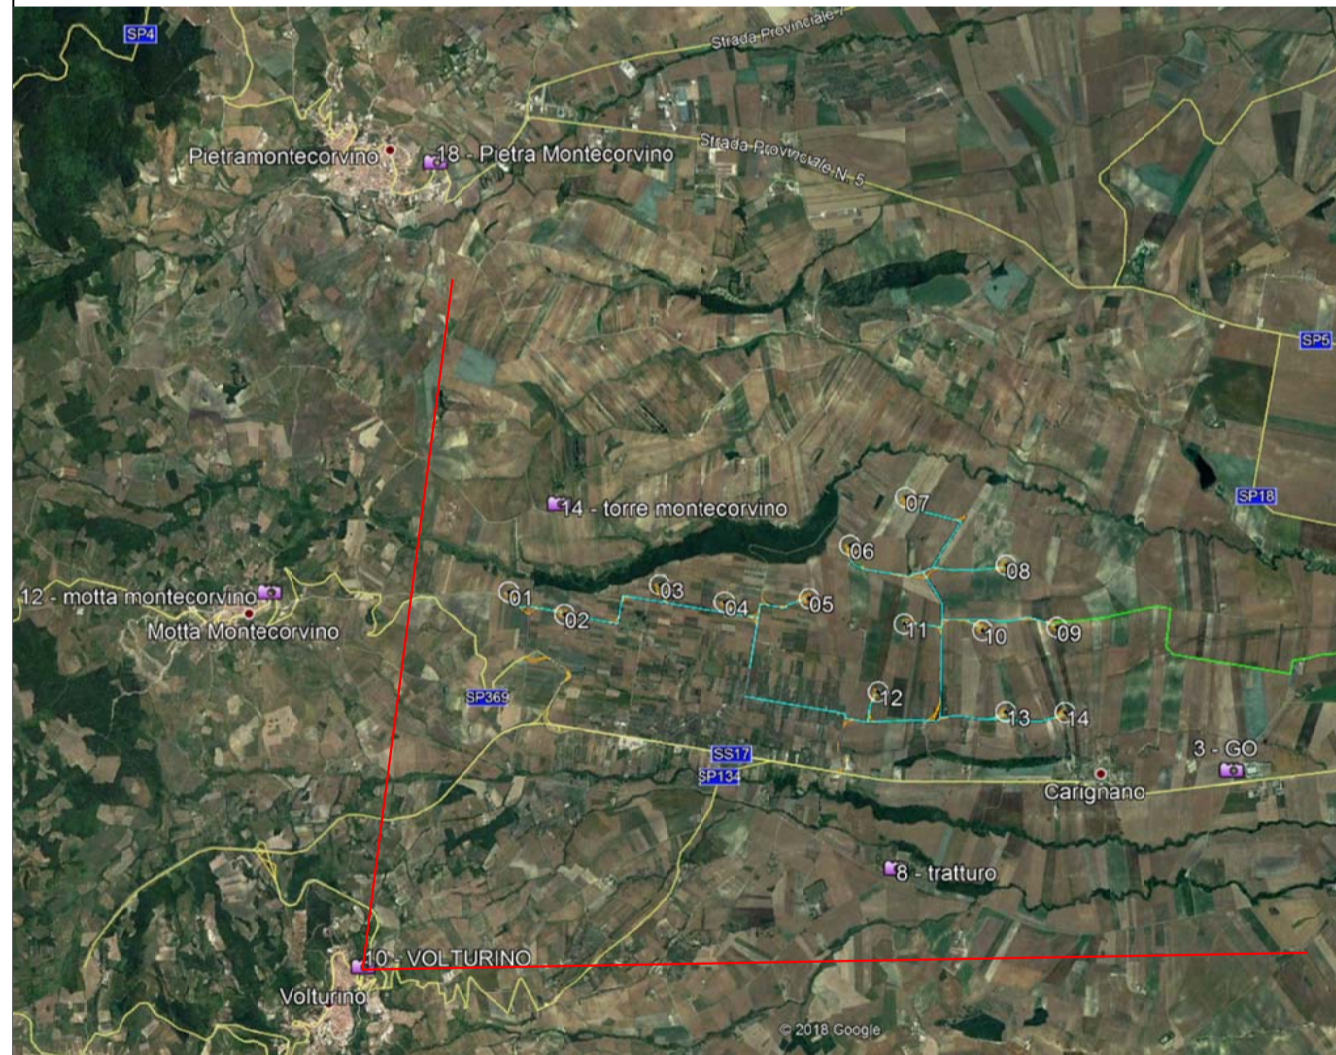 SP4
Strada Provinciale 7
Strada Provinciale N. 5
Pietramontecorvino
18 - Pietra Montecorvino
SP5
SP18
14 - torre montecorvino
07
06
08
12 - motta montecorvino
01
03
02
04
05
11
10
09
Motta Montecorvino
SP369
12
13
14
SS17
3 - GO
SP134
Carignano
8 - tratturo
10 - VOLTURINO
Volturino
© 2018 Google